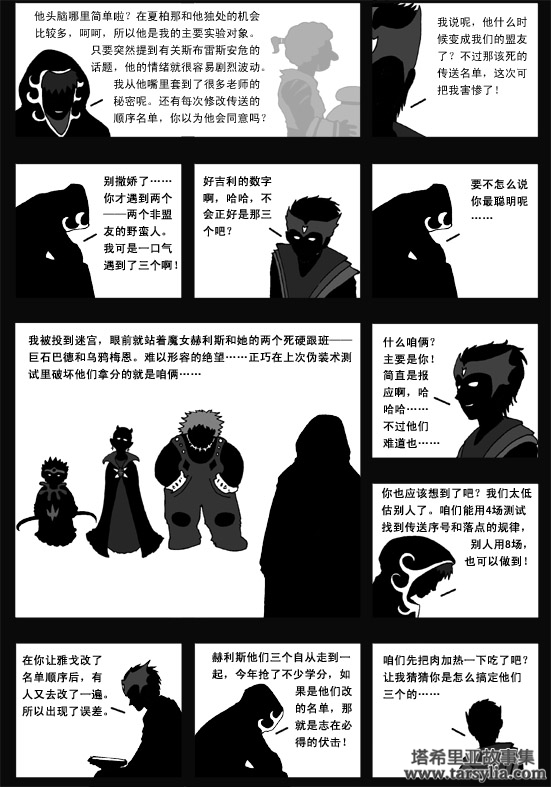 他头脑哪里简单啦？在夏柏那和他独处的机会
比较多，呵呵，所以他是我的主要实验对象。
只要突然提到有关斯布雷斯安危的
话题，他的情绪就很容易剧烈波动。
我从他嘴里套到了很多老师的
秘密呢。还有每次修改传送的
顺序名单，你以为他会同意吗？
我说呢，他什么时
候变成我们的盟友
了？不过那该死的
传送名单，这次可
把我害惨了！
别撒娇了……
你才遇到两个
——两个非盟
友的野蛮人。
我可是一口气
遇到了三个啊！
好吉利的数字
啊，哈哈，不
会正好是那三
个吧？
要不怎么说
你最聪明呢
……
我被投到迷宫，眼前就站着魔女赫利斯和她的两个死硬跟班——
巨石巴德和乌鸦梅恩。难以形容的绝望……正巧在上次伪装术测
试里破坏他们拿分的就是咱俩……
什么咱俩？
主要是你！
简直是报
应啊，哈
哈哈……
不过他们
难道也……
你也应该想到了吧？我们太低
估别人了。咱们能用4场测试
找到传送序号和落点的规律，
别人用8场，
也可以做到！
在你让雅戈改了
名单顺序后，有
人又去改了一遍。
所以出现了误差。
赫利斯他们三个自从走到一
起，今年抢了不少学分，如
果是他们改
的名单，那
就是志在必
得的伏击！
咱们先把肉加热一下吃了吧？
让我猜猜你是怎么搞定他们
三个的……
塔希里亚故事集
www.tarsylia.com